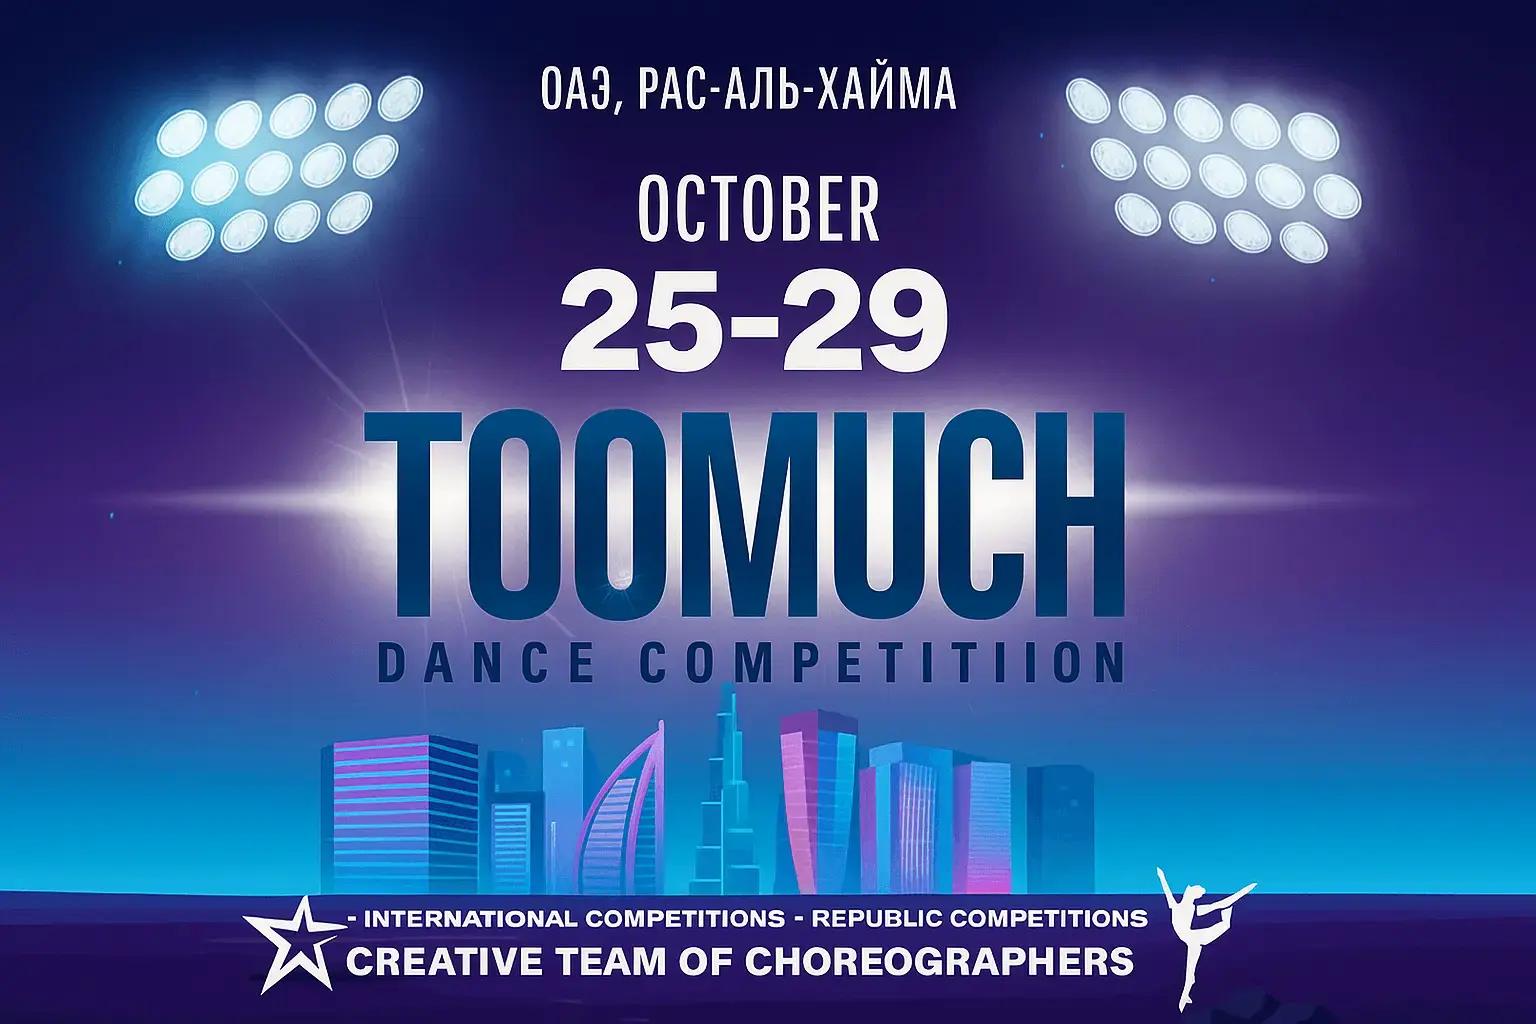 ОАЭ, РАС-АЛЬ-ХАЙМА
OCTOBER
25-29
TOOMUCH
DANCE COMPETITIION
- INTERNATIONAL COMPETITIONS - REPUBLIC COMPETITIONS
CREATIVE TEAM OF CHOREOGRAPHERS